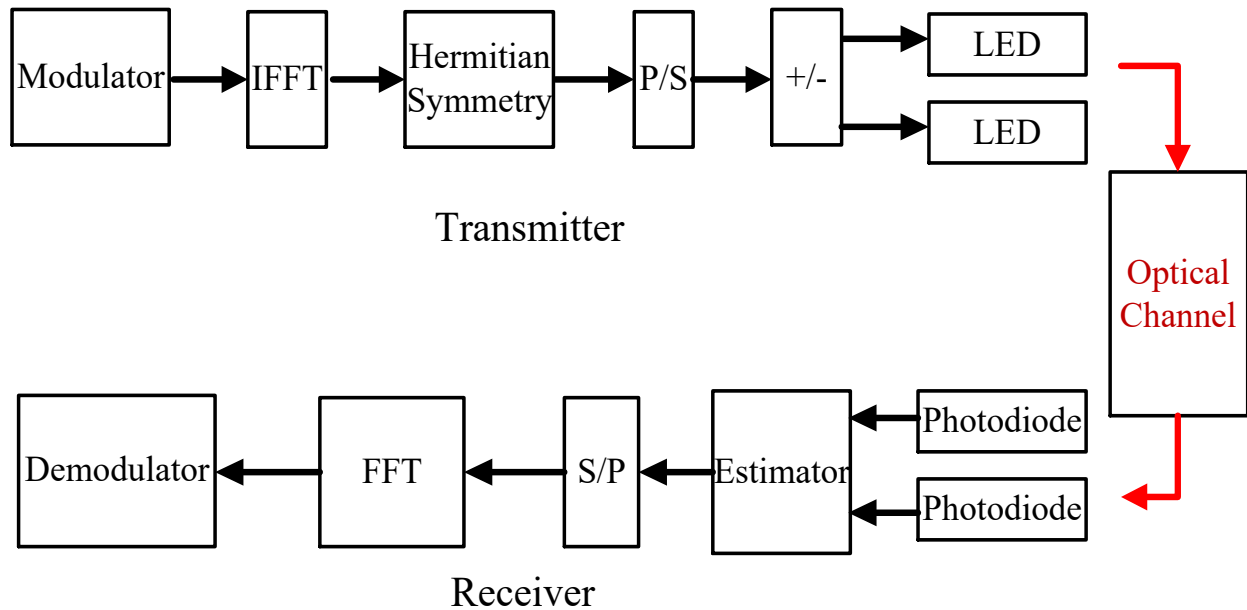 Modulator
IFFT
Hermitian
Symmetry
P/S
+/-
LED
LED
Transmitter
Optical
Channel
Photodiode
Photodiode
Estimator
S/P
FFT
Demodulator
Receiver